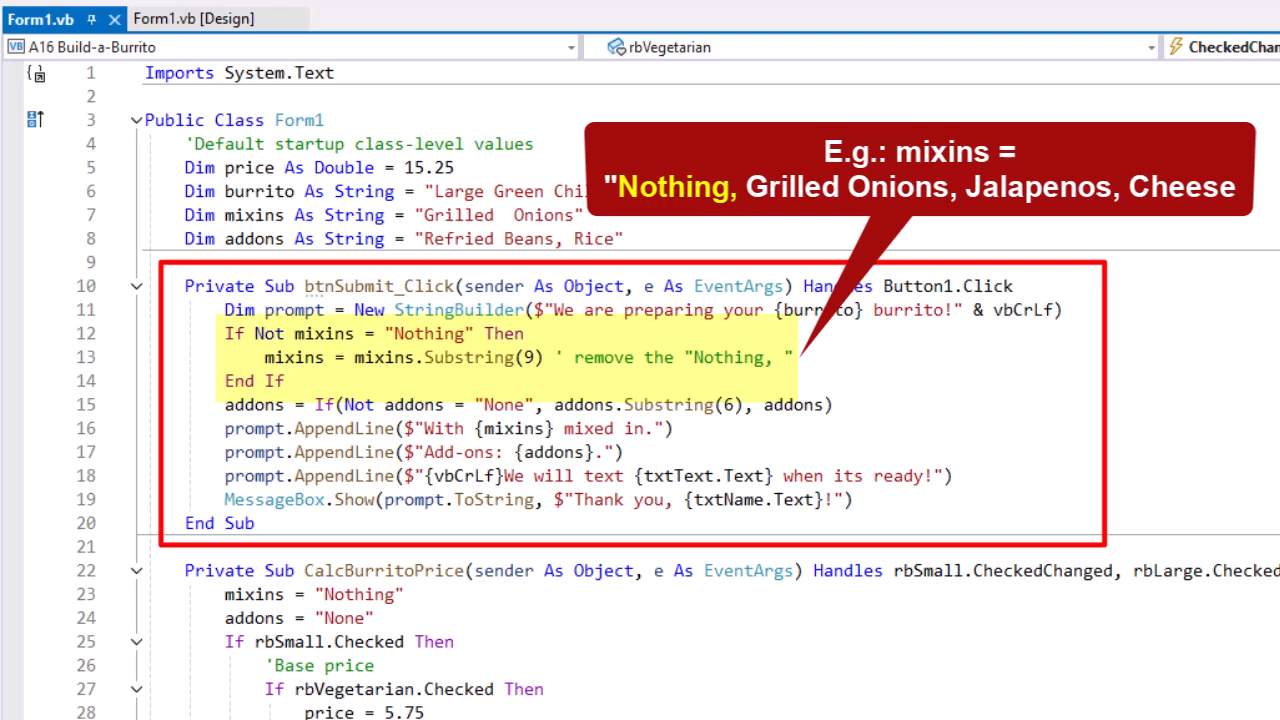 Form1.vb Form1.vb [Design]
VB A16 Build-a-Burrito rbVegetarian CheckedChan
1 Imports System.Text
2
3 Public Class Form1
4 'Default startup class-level values
5 Dim price As Double = 15.25
6 Dim burrito As String = "Large Green Chi
7 Dim mixins As String = "Grilled  Onions"
8 Dim addons As String = "Refried Beans, Rice"
E.g.: mixins =
"Nothing, Grilled Onions, Jalapenos, Cheese
9
10 Private Sub btnSubmit_Click(sender As Object, e As EventArgs) Handles Button1.Click
11 Dim prompt = New StringBuilder($"We are preparing your {burrito} burrito!" & vbCrLf)
12 If Not mixins = "Nothing" Then
13 mixins = mixins.Substring(9) ' remove the "Nothing, "
14 End If
15 addons = If(Not addons = "None", addons.Substring(6), addons)
16 prompt.AppendLine($"With {mixins} mixed in.")
17 prompt.AppendLine($"Add-ons: {addons}.")
18 prompt.AppendLine($"{vbCrLf}We will text {txtText.Text} when its ready!")
19 MessageBox.Show(prompt.ToString, $"Thank you, {txtName.Text}!")
20 End Sub
21
22 Private Sub CalcBurritoPrice(sender As Object, e As EventArgs) Handles rbSmall.CheckedChanged, rbLarge.Checked
23 mixins = "Nothing"
24 addons = "None"
25 If rbSmall.Checked Then
26 'Base price
27 If rbVegetarian.Checked Then
28 price = 5.75